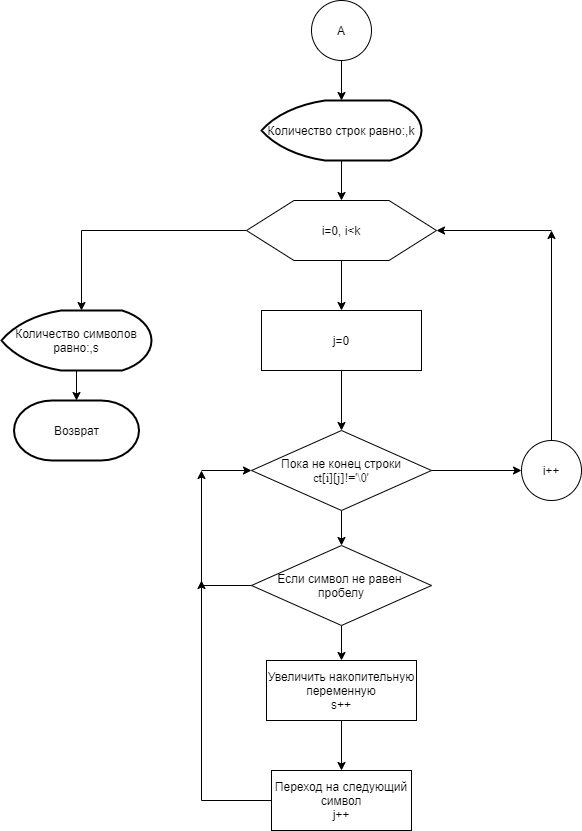 A
Количество строк равно:,k
i=0, i<k
Количество символов
равно:,s
j=0
Возврат
Пока не конец строки
ct[i][j]!='\0'
i++
Если символ не равен
пробелу
Увеличить накопительную
переменную
s++
Переход на следующий
символ
j++